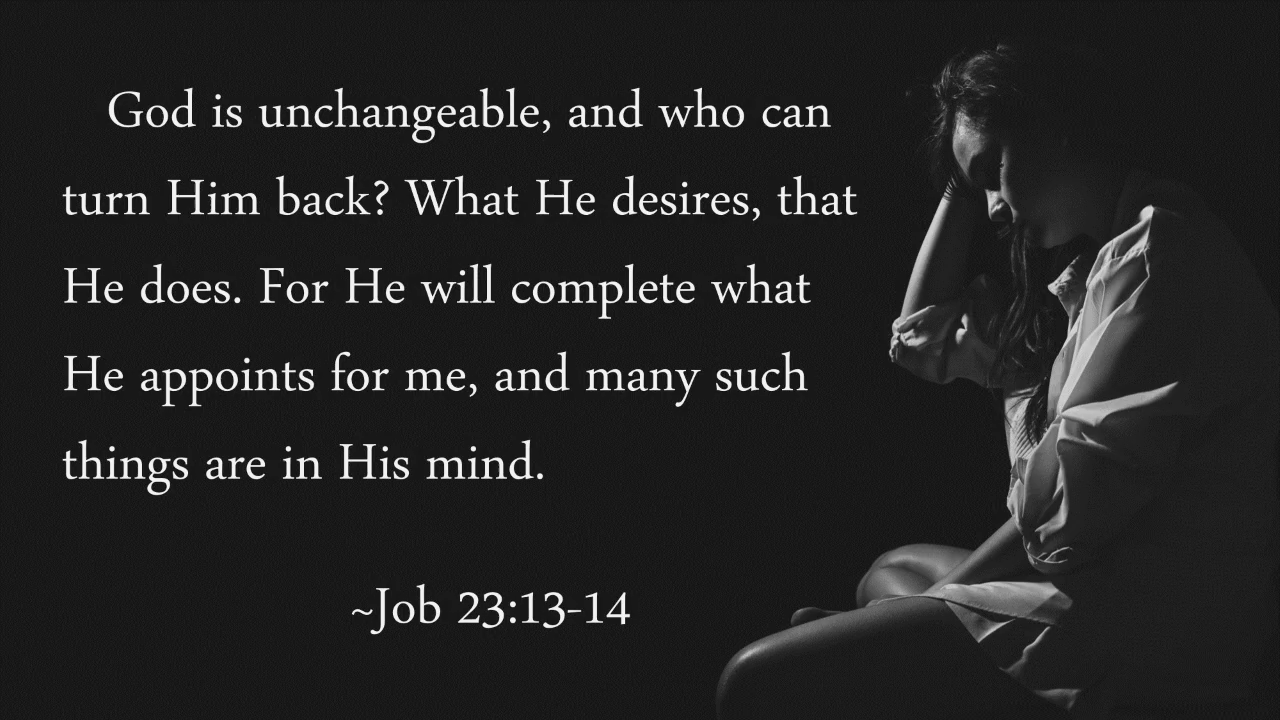 God is unchangeable, and who can
turn Him back? What He desires, that
He does. For He will complete what
He appoints for me, and many such
things are in His mind.
~Job 23:13-14